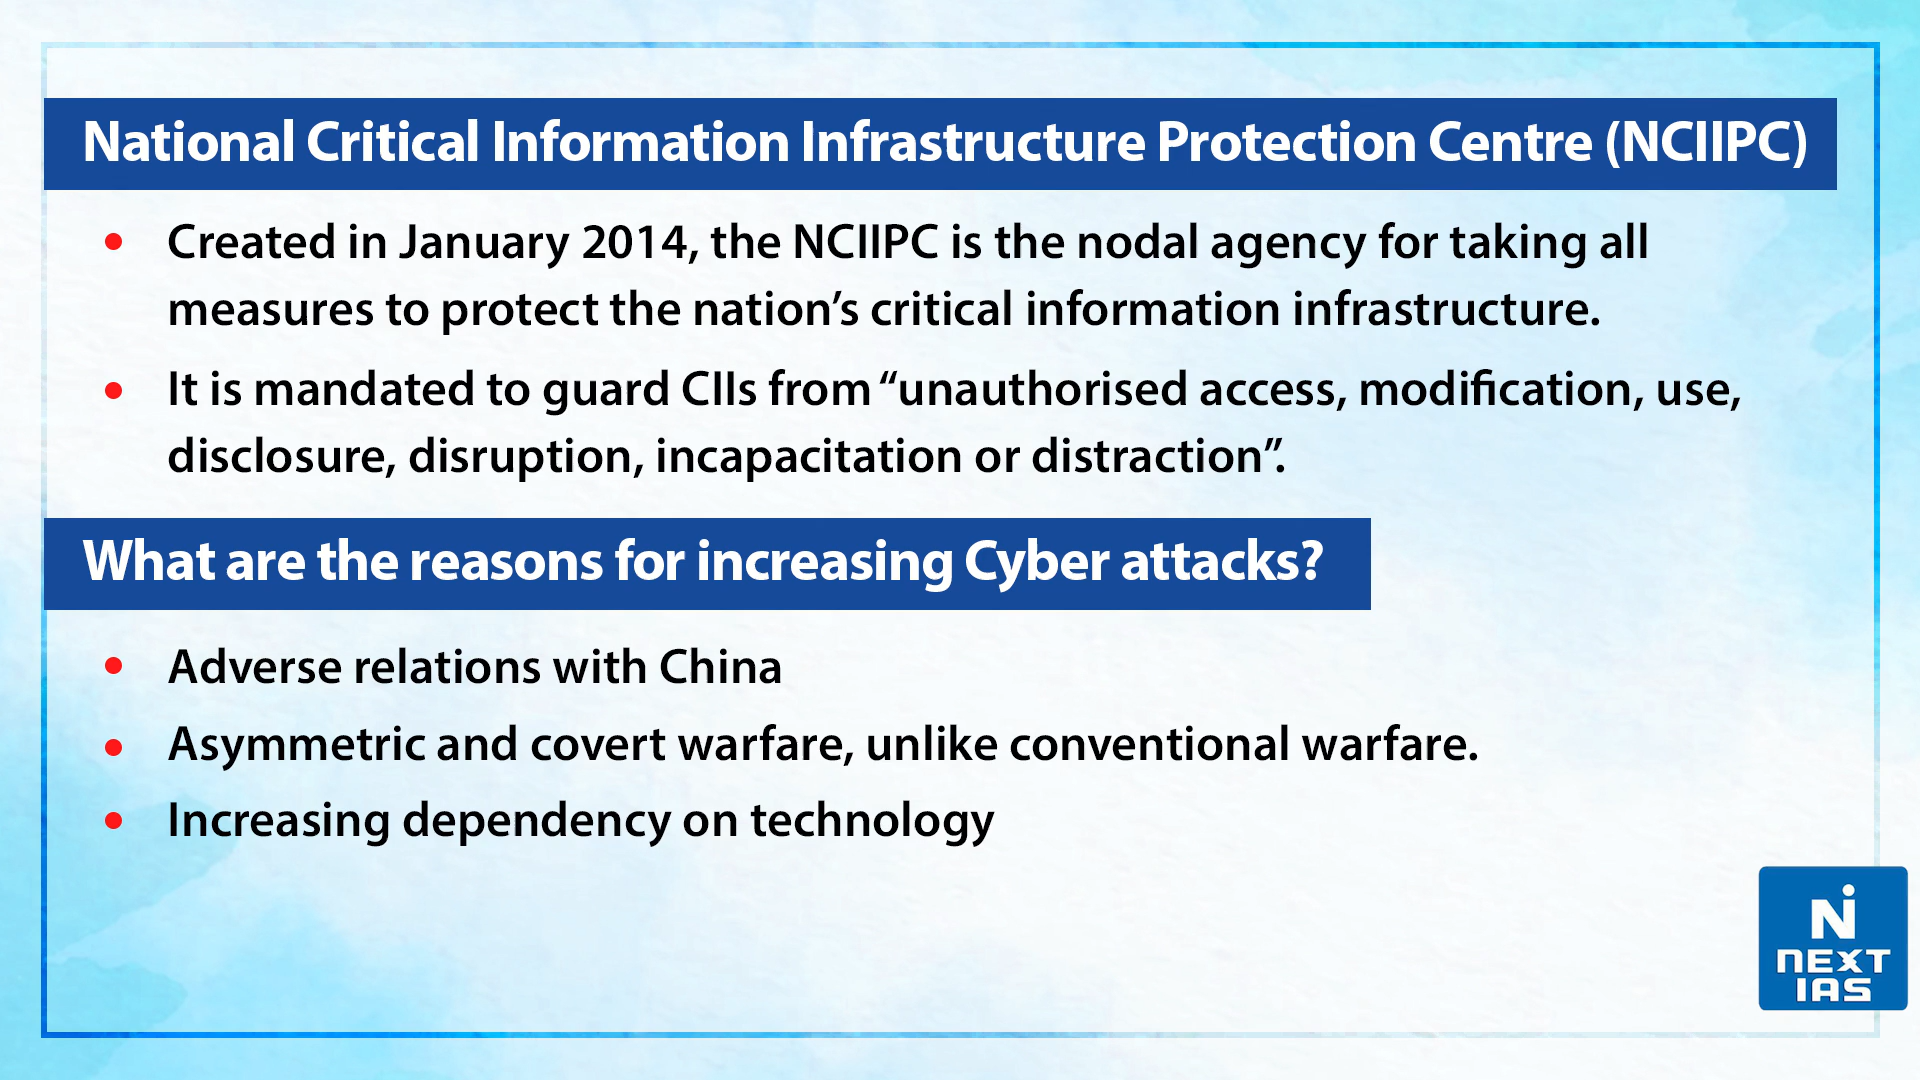 National Critical Information Infrastructure Protection Centre (NCIIPC)
• Created in January 2014, the NCIIPC is the nodal agency for taking all
measures to protect the nation’s critical information infrastructure.
• It is mandated to guard CIIs from “unauthorised access, modification, use,
disclosure, disruption, incapacitation or distraction”.
What are the reasons for increasing Cyber attacks?
• Adverse relations with China
• Asymmetric and covert warfare, unlike conventional warfare.
• Increasing dependency on technology
N
NEXT
IAS